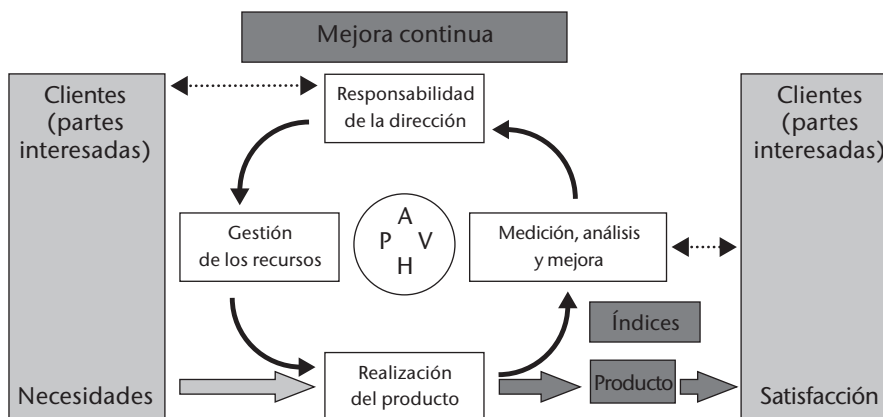 Mejora continua
Clientes
(partes
interesadas)
Responsabilidad
de la dirección
Clientes
(partes
interesadas)
Gestión
de los recursos
A
P V
H
Medición, análisis
y mejora
Índices
Necesidades
Realización
del producto
Producto
Satisfacción